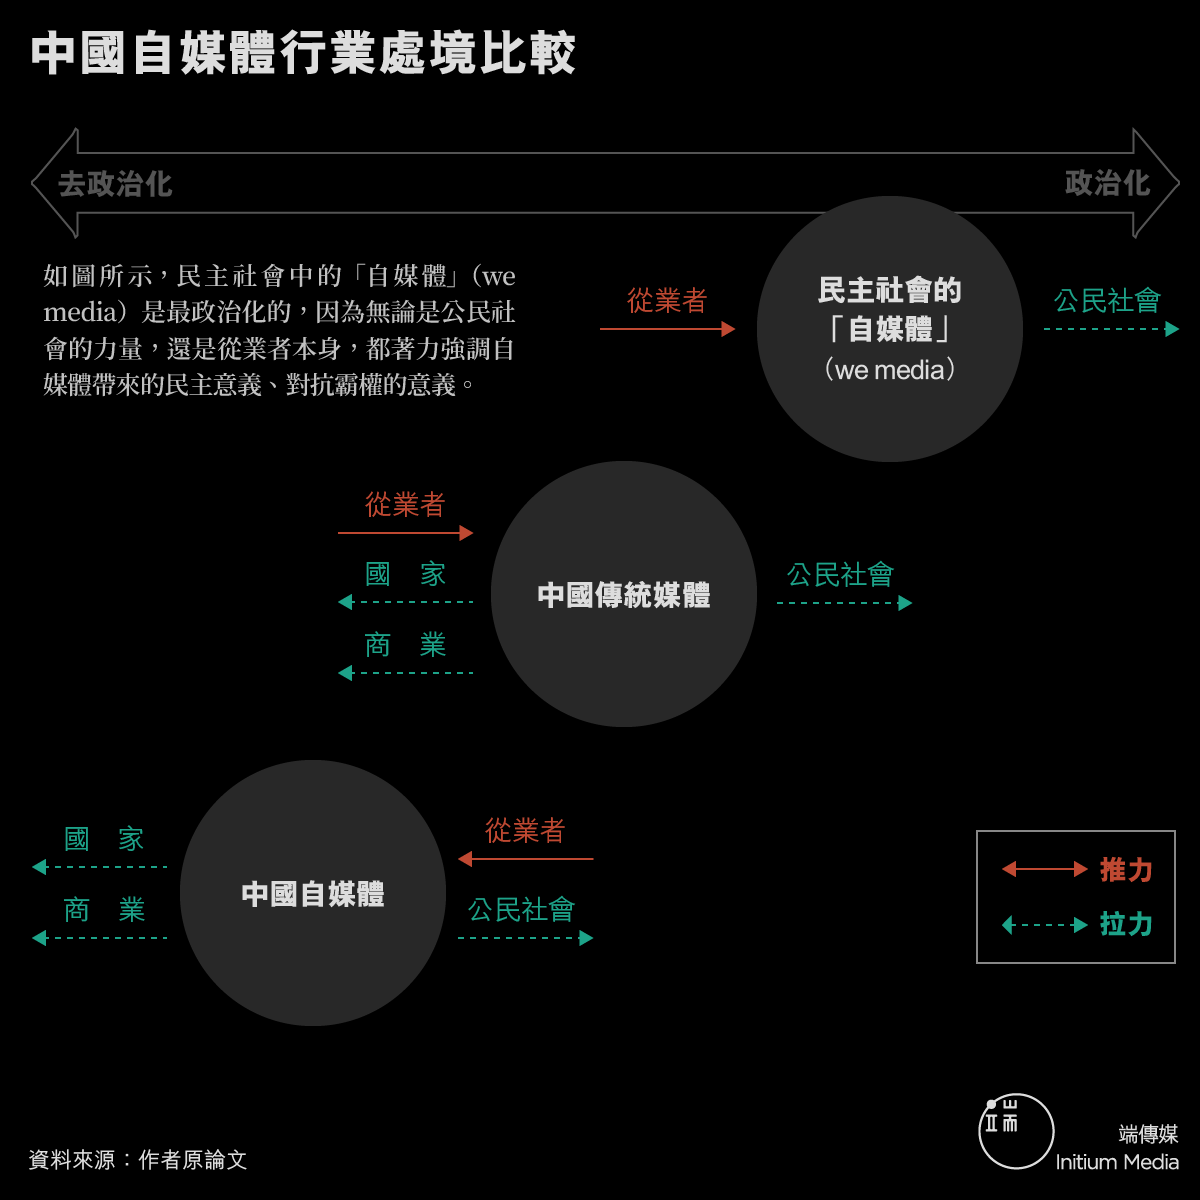 中國自媒體行業處境比較
去政治化
政治化
如圖所示，民主社會中的「自媒體」（we
media）是最政治化的，因為無論是公民社
會的力量，還是從業者本身，都著力強調自
媒體帶來的民主意義、對抗霸權的意義。
從業者
民主社會的
「自媒體」
（we media）
公民社會
從業者
國　家
商　業
中國傳統媒體
公民社會
國　家
商　業
中國自媒體
從業者
公民社會
推力
拉力
資料來源：作者原論文
端
端傳媒
Initium Media